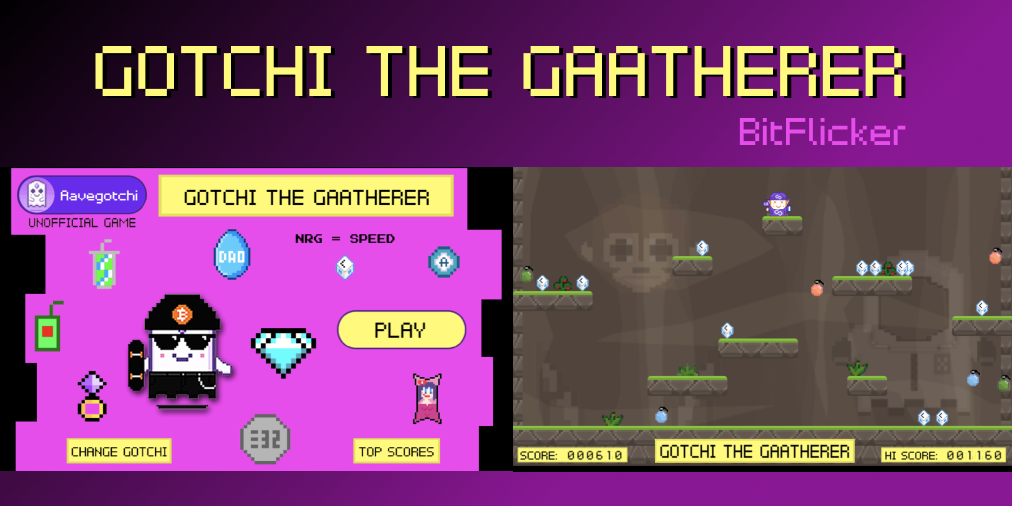 GOTCHI THE GAATHERER
BitFlicker
Aavegotchi
UNOFFICIAL GAME
GOTCHI THE GAATHERER
NRG = SPEED
DAD
A
PLAY
CHANGE GOTCHI
TOP SCORES
SCORE: 000610
GOTCHI THE GAATHERER
HI SCORE: 001160